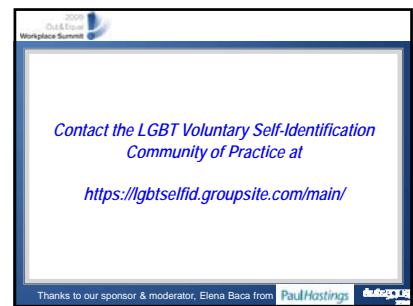 2009
Out & Equal
Workplace Summit
Contact the LGBT Voluntary Self-Identification
Community of Practice at
https://lgbtselfid.groupsite.com/main/
Thanks to our sponsor & moderator, Elena Baca from PaulHastings